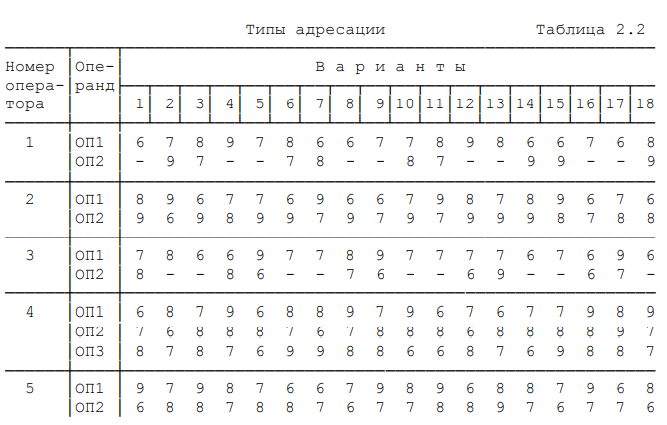 Типы адресации Таблица 2.2
Номер Опе- В а р и а н т ы
опера- ранд
тора 1 2 3 4 5 6 7 8 9 10 11 12 13 14 15 16 17 18
1 ОП1 6 7 8 9 7 8 6 6 7 7 8 9 8 6 6 7 6 8
ОП2 - 9 7 - - 7 8 - - 8 7 - - 9 9 - - 9
2 ОП1 8 9 6 7 7 6 9 6 6 7 9 8 7 8 9 6 7 6
ОП2 9 6 9 8 9 9 7 9 7 9 7 9 9 9 8 7 8 8
3 ОП1 7 8 6 6 9 7 7 8 9 7 7 7 7 6 7 6 9 6
ОП2 8 - - 8 6 - - 7 6 - - 6 9 - - 6 7 -
4 ОП1 6 8 7 9 6 8 8 9 7 9 6 7 6 7 7 9 8 9
ОП2 7 6 8 8 8 7 6 7 8 8 8 6 8 8 8 8 9 7
ОП3 8 7 8 7 6 9 9 8 8 6 6 8 7 6 9 8 8 7
5 ОП1 9 7 9 8 7 6 6 7 9 8 9 6 8 8 7 9 6 8
ОП2 6 8 8 7 8 8 7 6 7 7 8 8 9 7 6 7 7 6